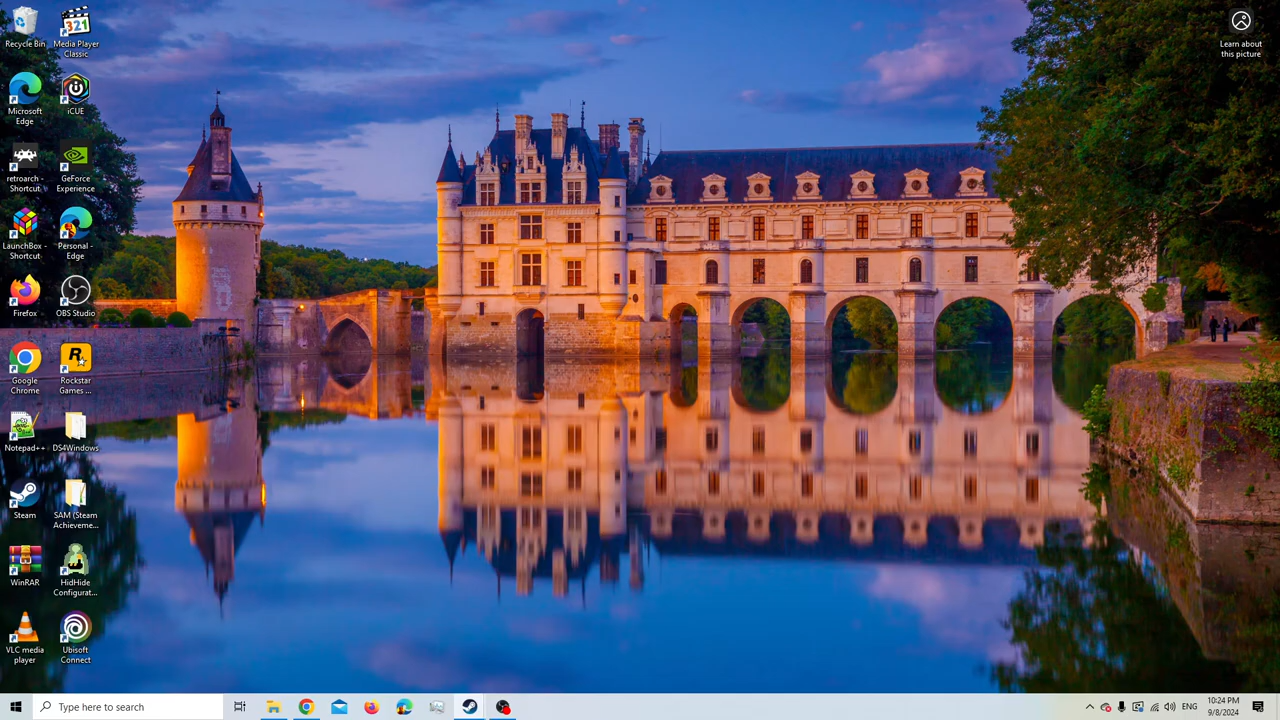 Recycle Bin
Media Player
Classic
Learn about
this picture
Microsoft
Edge
iCUE
retroarch -
Shortcut
GeForce
Experience
LaunchBox -
Shortcut
Personal -
Edge
Firefox
OBS Studio
Google
Chrome
Rockstar
Games ...
Notepad++
DS4Windows
Steam
SAM (Steam
Achieveme...
WinRAR
HidHide
Configurat...
VLC media
player
Ubisoft
Connect
Type here to search
ENG
10:24 PM
9/8/2024